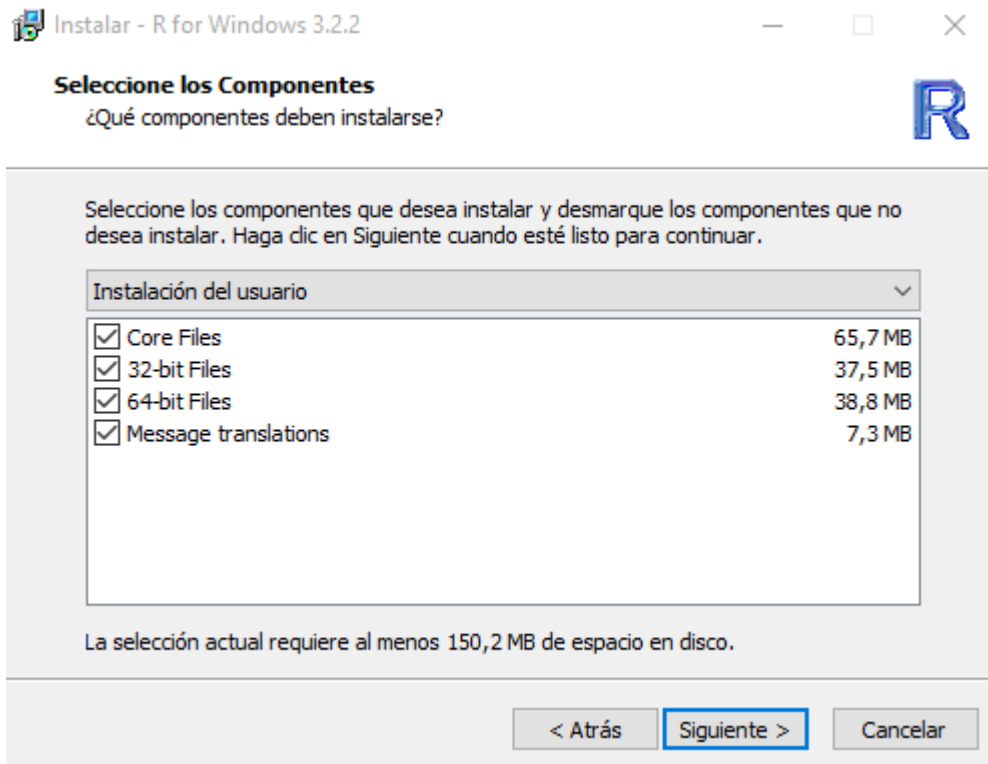 Instalar - R for Windows 3.2.2
Seleccione los Componentes
¿Qué componentes deben instalarse?
R
Seleccione los componentes que desea instalar y desmarque los componentes que no
desea instalar. Haga clic en Siguiente cuando esté listo para continuar.
Instalación del usuario
Core Files 65,7 MB
32-bit Files 37,5 MB
64-bit Files 38,8 MB
Message translations 7,3 MB
La selección actual requiere al menos 150,2 MB de espacio en disco.
< Atrás Siguiente > Cancelar